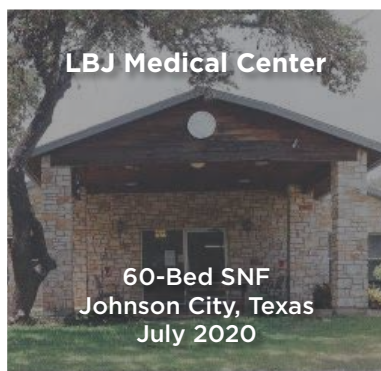 LBJ Medical Center
60-Bed SNF
Johnson City, Texas
July 2020